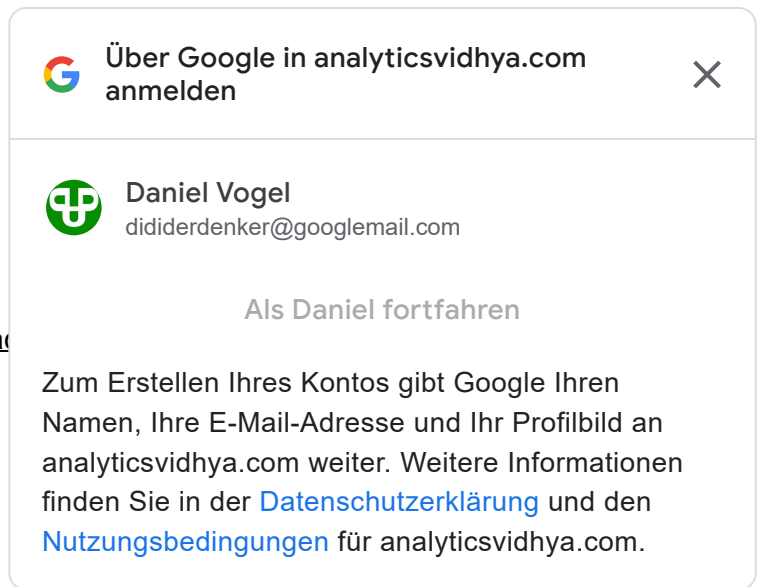 Über Google in analyticsvidhya.com
anmelden
Daniel Vogel
dididerdenker@googlemail.com
Als Daniel fortfahren
Zum Erstellen Ihres Kontos gibt Google Ihren
Namen, Ihre E-Mail-Adresse und Ihr Profilbild an
analyticsvidhya.com weiter. Weitere Informationen
finden Sie in der Datenschutzerklärung und den
Nutzungsbedingungen für analyticsvidhya.com.